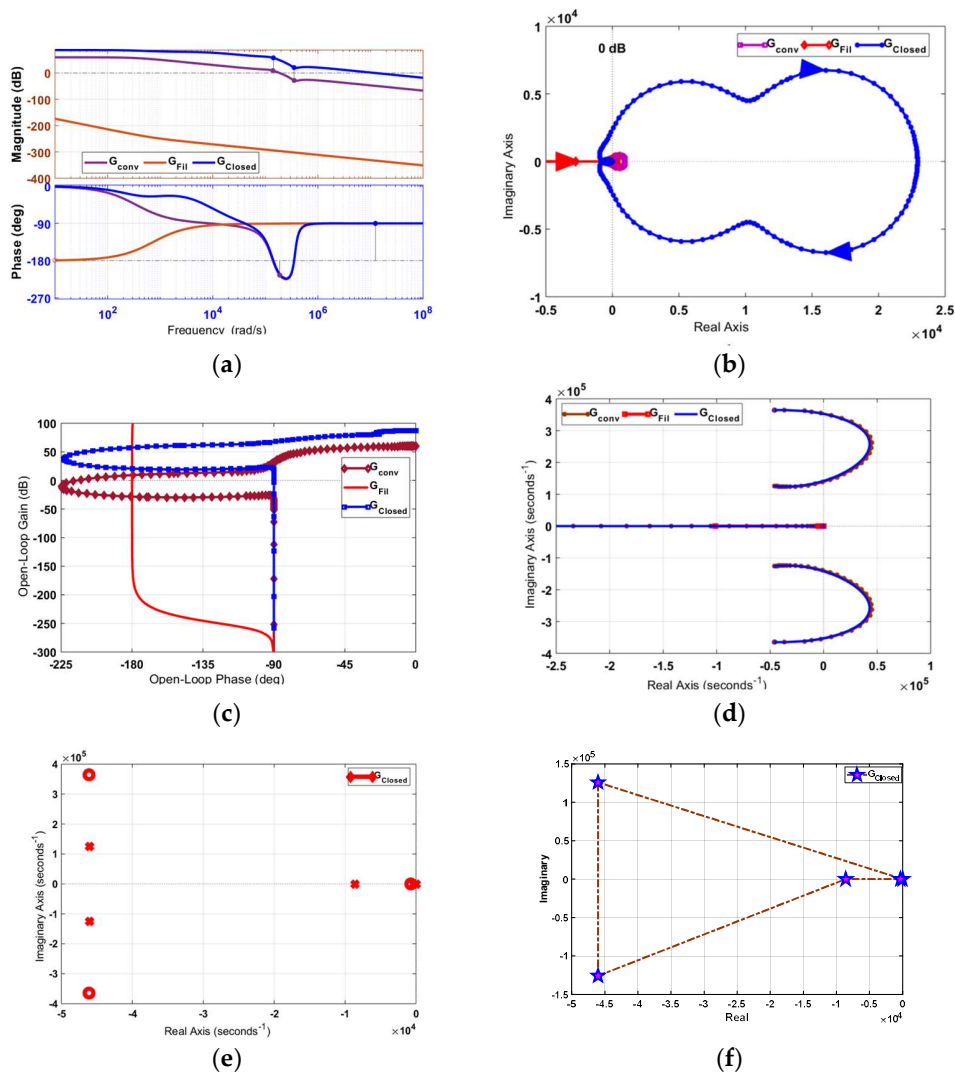 Magnitude (dB)
0
-100
-200
-300
-400
G_conv G_Fil G_Closed
Phase (deg)
0
-90
-180
-270
10^2 10^4 10^6 10^8
Frequency (rad/s)
(a)
×10^4
0 dB
G_conv G_Fil G_Closed
Imaginary Axis
1
0.5
0
-0.5
-1
-0.5 0 0.5 1 1.5 2 2.5
Real Axis
×10^4
(b)
Open-Loop Gain (dB)
100
50
0
-50
-100
-150
-200
-250
-300
G_conv
G_Fil
G_Closed
-225 -180 -135 -90 -45 0
Open-Loop Phase (deg)
(c)
×10^5
G_conv G_Fil G_Closed
Imaginary Axis (seconds^-1)
4
3
2
1
0
-1
-2
-3
-4
-2.5 -2 -1.5 -1 -0.5 0 0.5 1
Real Axis (seconds^-1)
×10^5
(d)
×10^5
G_Closed
Imaginary Axis (seconds^-1)
4
3
2
1
0
-1
-2
-3
-4
-5 -4 -3 -2 -1 0
Real Axis (seconds^-1)
×10^4
(e)
×10^5
G_Closed
Imaginary
1.5
1
0.5
0
-0.5
-1
-1.5
-5 -4.5 -4 -3.5 -3 -2.5 -2 -1.5 -1 -0.5 0
Real
×10^4
(f)